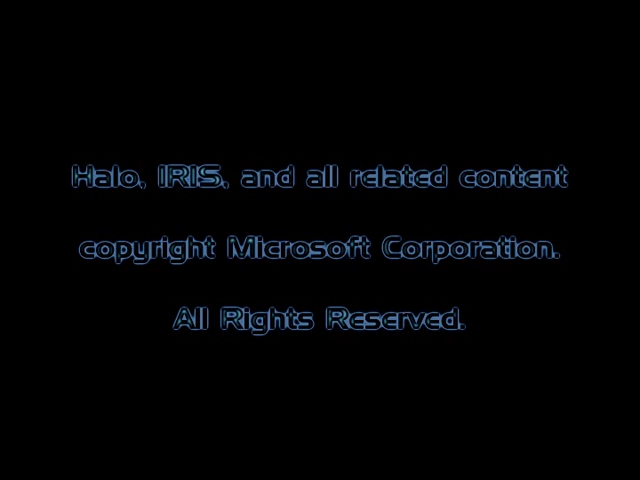 Halo, IRIS, and all related content
copyright Microsoft Corporation.
All Rights Reserved.